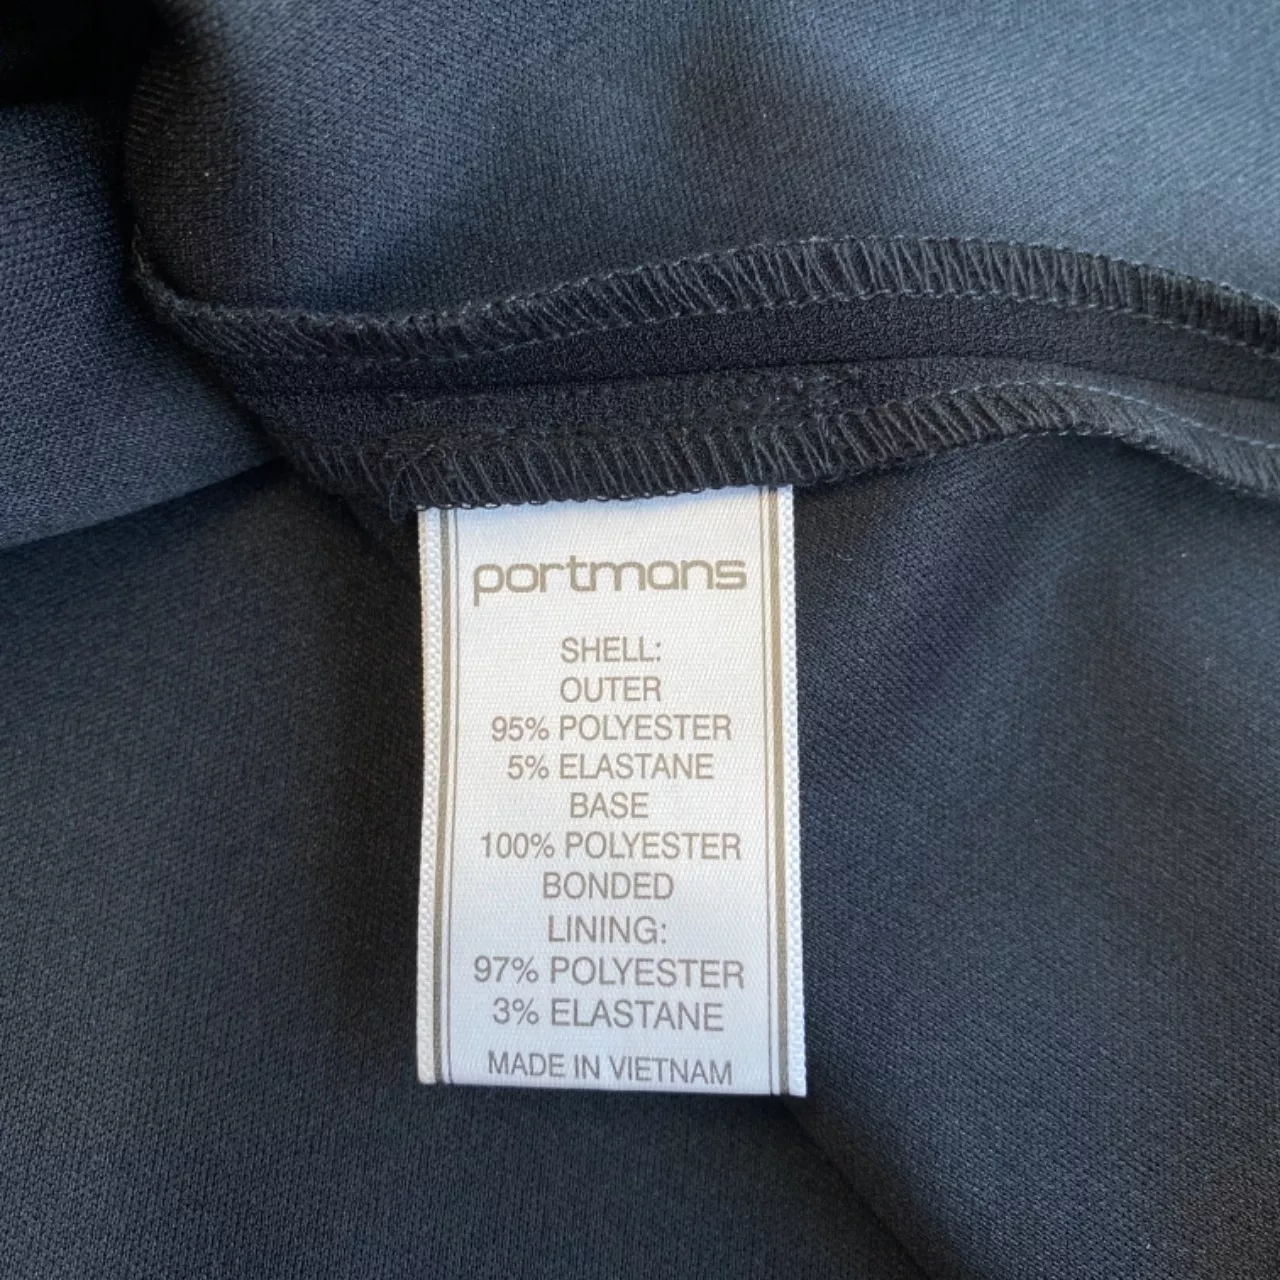 portmans
SHELL:
OUTER
95% POLYESTER
5% ELASTANE
BASE
100% POLYESTER
BONDED
LINING:
97% POLYESTER
3% ELASTANE
MADE IN VIETNAM